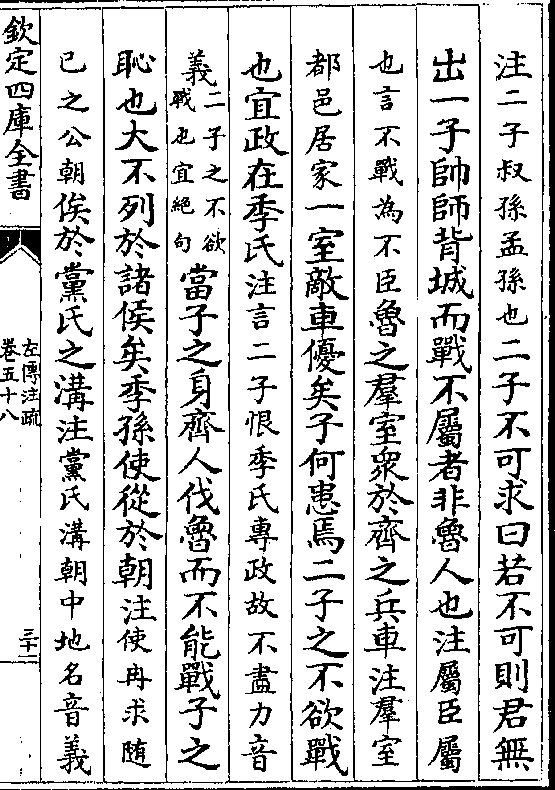 注二子叔孫孟孫也二子不可求曰若不可則君無
出一子帥師背城而戰不屬者非魯人也注屬臣屬
也言不戰為不臣魯之羣室衆於齊之兵車注羣室
都邑居家一室敵車優矣子何患焉二子之不欲戰
也宜政在季氏注言二子恨季氏專政故不盡力音
義二子之不欲戰也宜絶句當子之身齊人伐魯而不能戰子之
恥也大不列於諸侯矣季孫使從於朝注使冉求隨
已之公朝俟於黨氏之溝注黨氏溝朝中地名音義
欽定四庫全書
左傳注疏
卷五十八
三十二